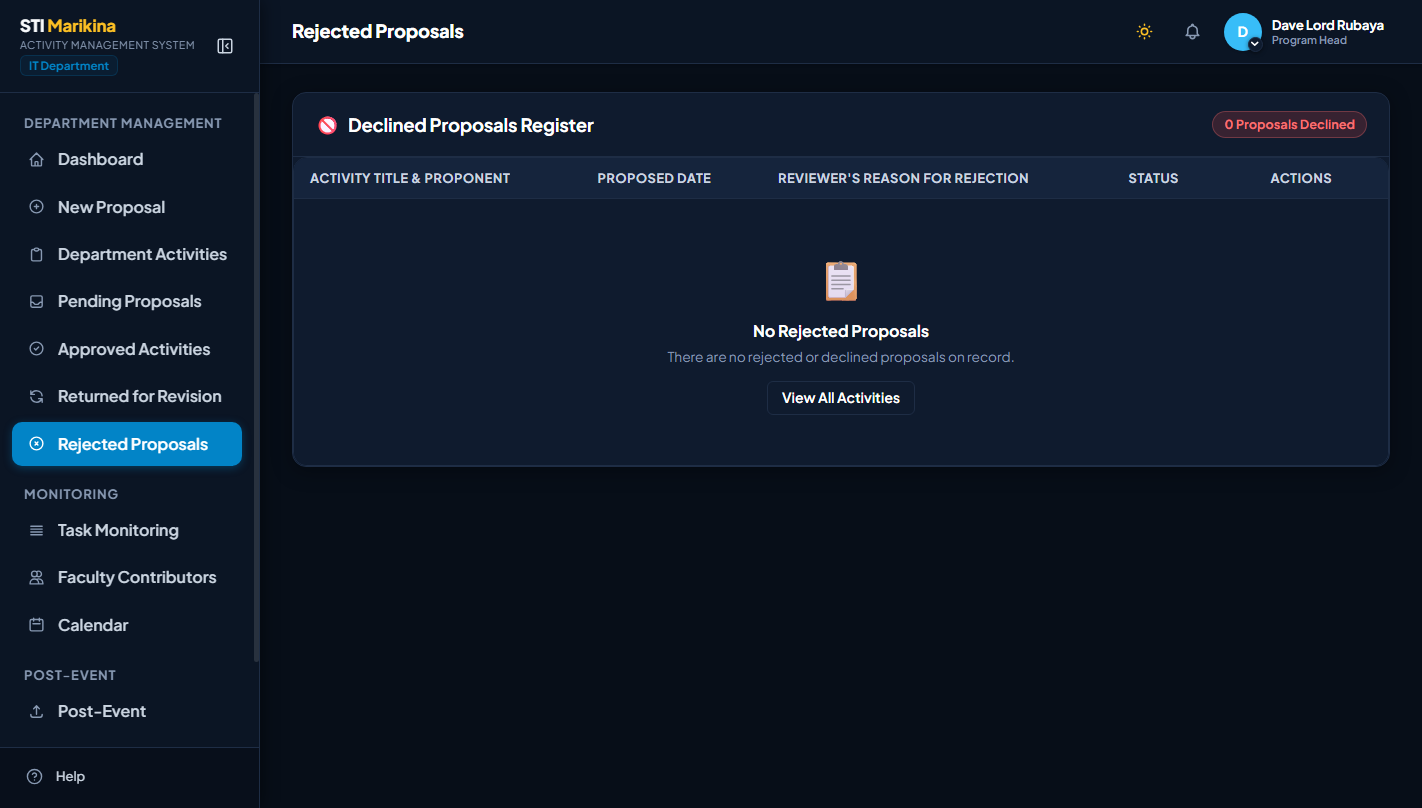 STI Marikina
ACTIVITY MANAGEMENT SYSTEM
IT Department
DEPARTMENT MANAGEMENT
Dashboard
New Proposal
Department Activities
Pending Proposals
Approved Activities
Returned for Revision
Rejected Proposals
MONITORING
Task Monitoring
Faculty Contributors
Calendar
POST-EVENT
Post-Event
Help
Rejected Proposals
D
Dave Lord Rubaya
Program Head
Declined Proposals Register
0 Proposals Declined
ACTIVITY TITLE & PROPONENT PROPOSED DATE REVIEWER'S REASON FOR REJECTION STATUS ACTIONS
No Rejected Proposals
There are no rejected or declined proposals on record.
View All Activities